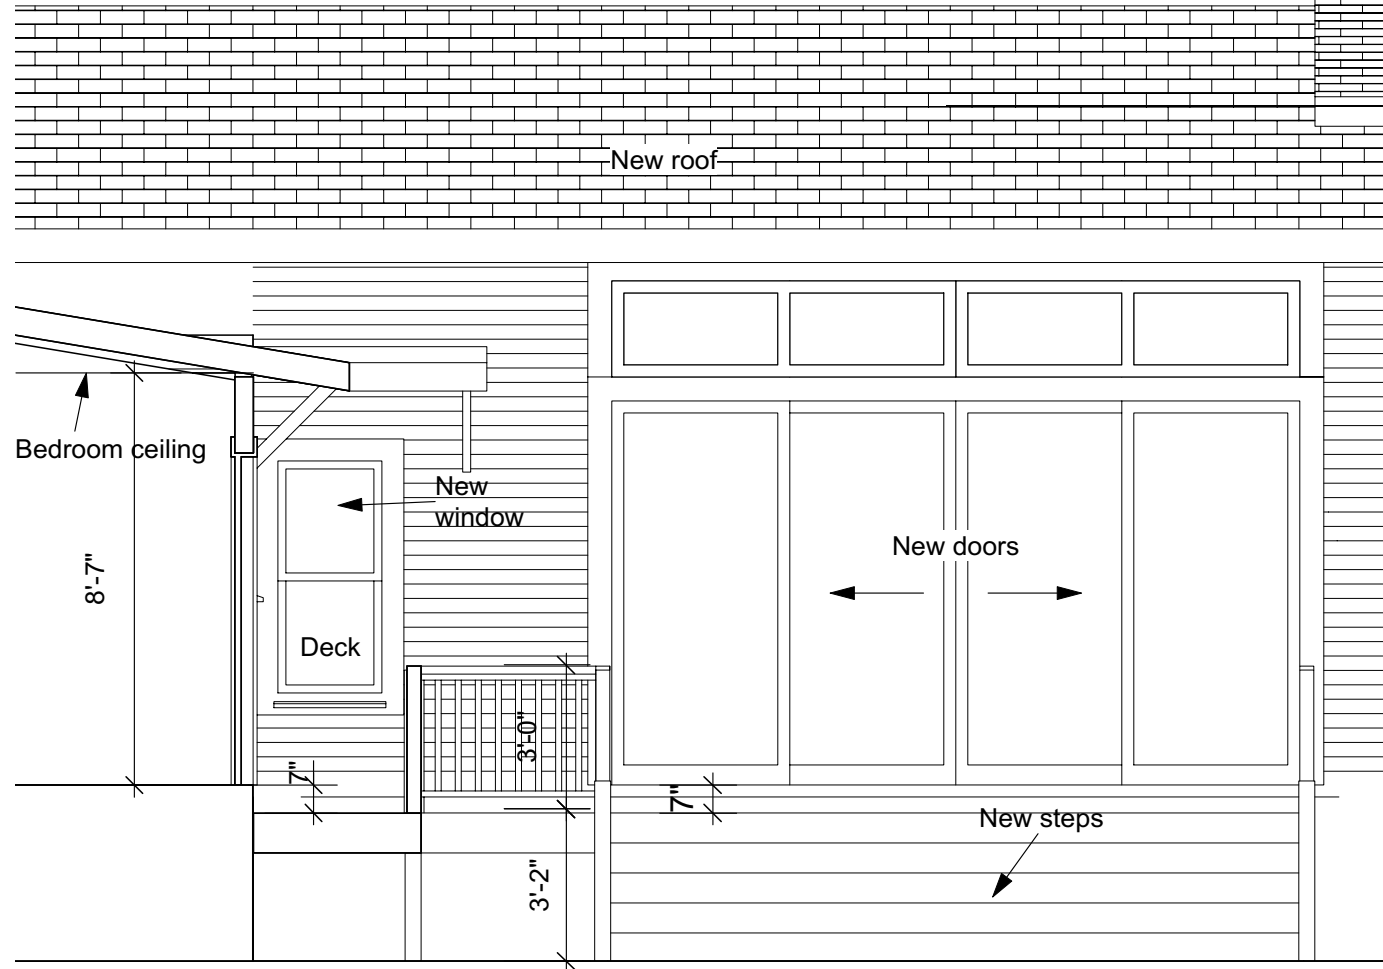 New roof
Bedroom ceiling
New
window
8'-7"
New doors
Deck
3'-0"
7"
7"
New steps
3'-2"